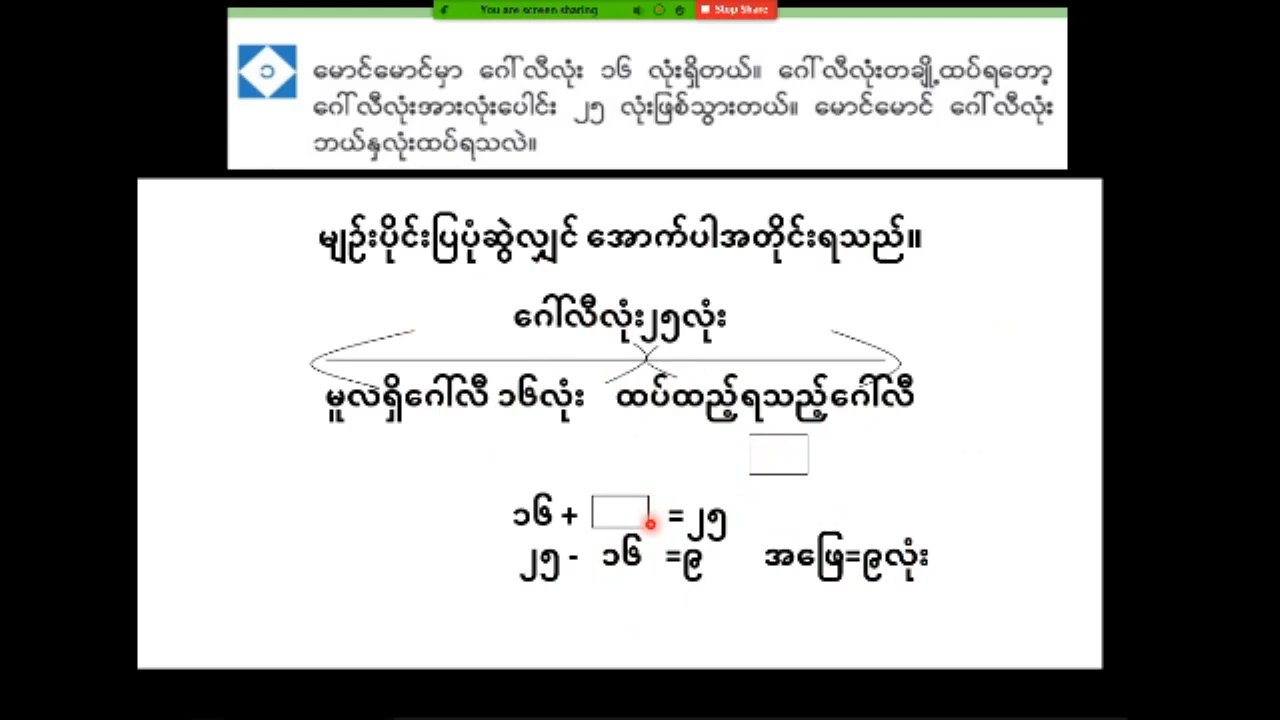 You are screen sharing Stop Share
၁ မောင်မောင်မှာ ဂေါ်လီလုံး ၁၆ လုံးရှိတယ်။ ဂေါ်လီလုံးတချို့ထပ်ရတော့
ဂေါ်လီလုံးအားလုံးပေါင်း ၂၅ လုံးဖြစ်သွားတယ်။ မောင်မောင် ဂေါ်လီလုံး
ဘယ်နှလုံးထပ်ရသလဲ။
မျဉ်းပိုင်းပြပုံဆွဲလျှင် အောက်ပါအတိုင်းရသည်။
ဂေါ်လီလုံး၂၅လုံး
မူလရှိဂေါ်လီ ၁၆လုံး ထပ်ထည့်ရသည့်ဂေါ်လီ
၁၆ + =၂၅
၂၅ - ၁၆ =၉ အဖြေ=၉လုံး